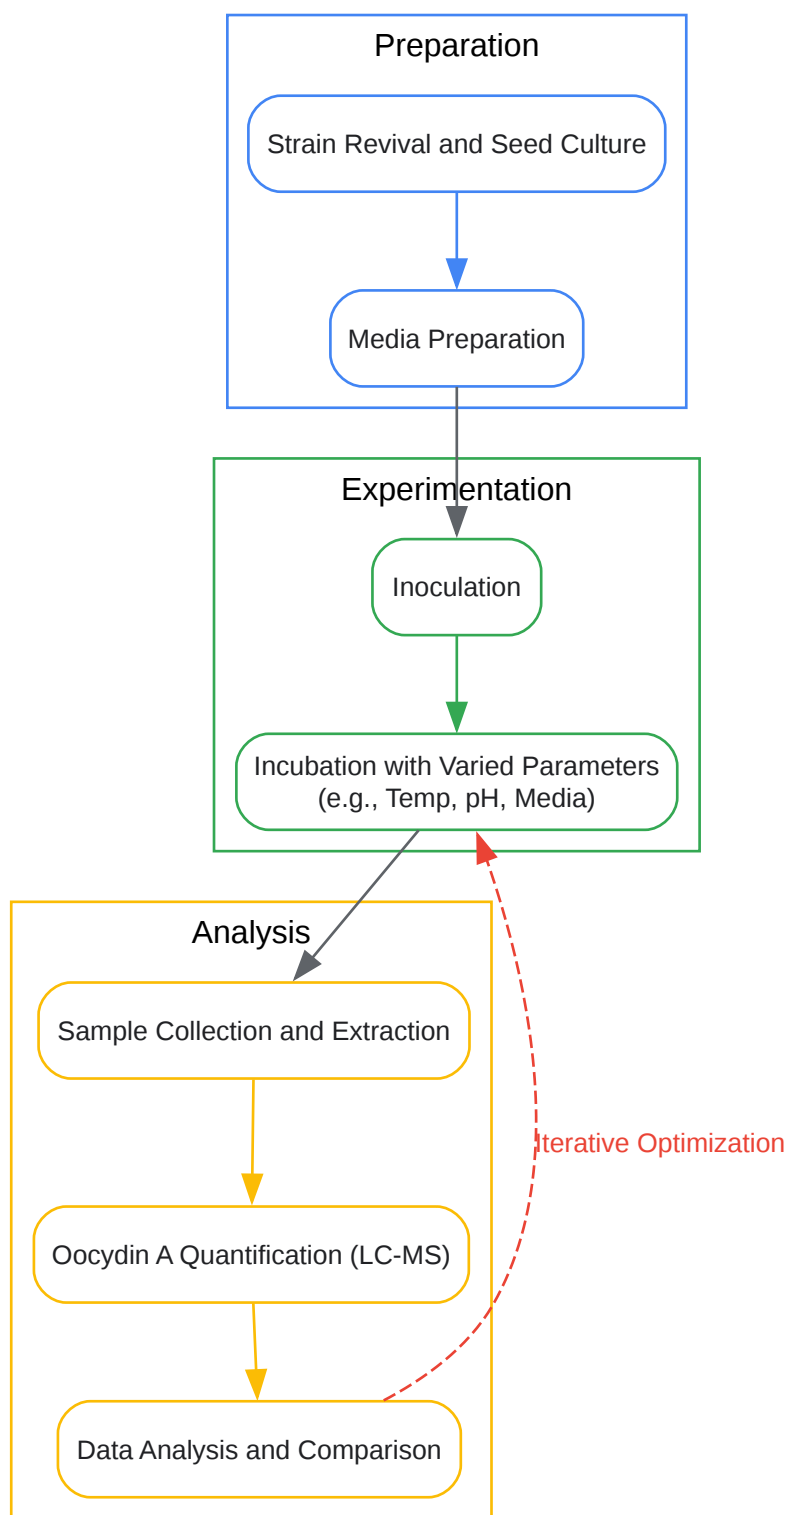 Preparation
Strain Revival and Seed Culture
Media Preparation
Experimentation
Inoculation
Incubation with Varied Parameters
(e.g., Temp, pH, Media)
Analysis
Sample Collection and Extraction
Iterative Optimization
Oocydin A Quantification (LC-MS)
Data Analysis and Comparison